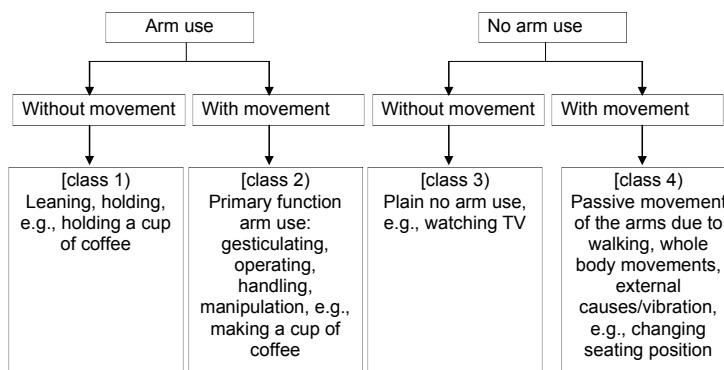 Arm use
No arm use
Without movement
With movement
Without movement
With movement
[class 1)
Leaning, holding,
e.g., holding a cup
of coffee
[class 2)
Primary function
arm use:
gesticulating,
operating,
handling,
manipulation, e.g.,
making a cup of
coffee
[class 3)
Plain no arm use,
e.g., watching TV
[class 4)
Passive movement
of the arms due to
walking, whole
body movements,
external
causes/vibration,
e.g., changing
seating position